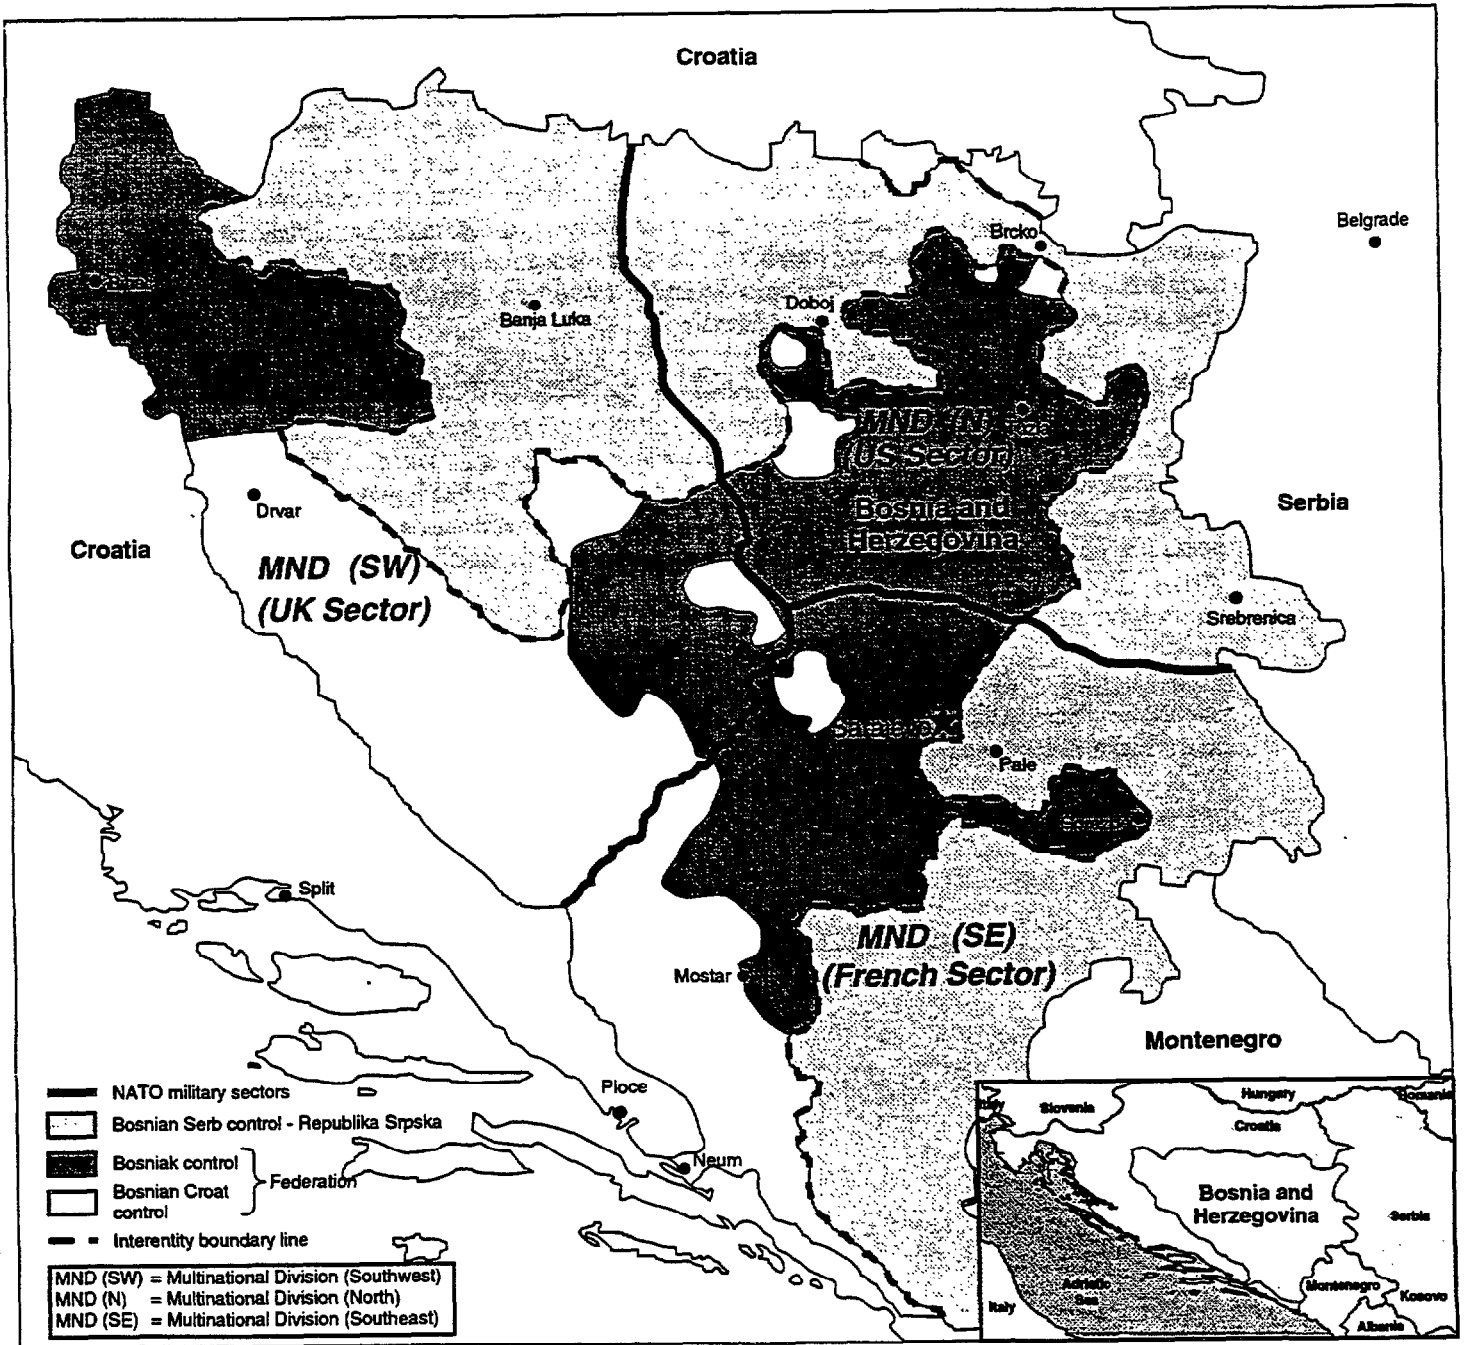 Croatia
Belgrade
Brcko
Doboj
Banja Luka
MND (N)
(US Sector)
Drvar
Serbia
Bosnia and
Herzegovina
Croatia
MND (SW)
(UK Sector)
Srebrenica
Sarajevo
Pale
Split
MND (SE)
(French Sector)
Mostar
Montenegro
Ploce
Neum
NATO military sectors
Bosnian Serb control - Republika Srpska
Bosniak control
Bosnian Croat
control
Federation
Interentity boundary line
MND (SW) = Multinational Division (Southwest)
MND (N) = Multinational Division (North)
MND (SE) = Multinational Division (Southeast)
Italy
Slovenia
Hungary
Romania
Croatia
Bosnia and
Herzegovina
Serbia
Adriatic
Sea
Montenegro
Kosovo
Italy
Albania